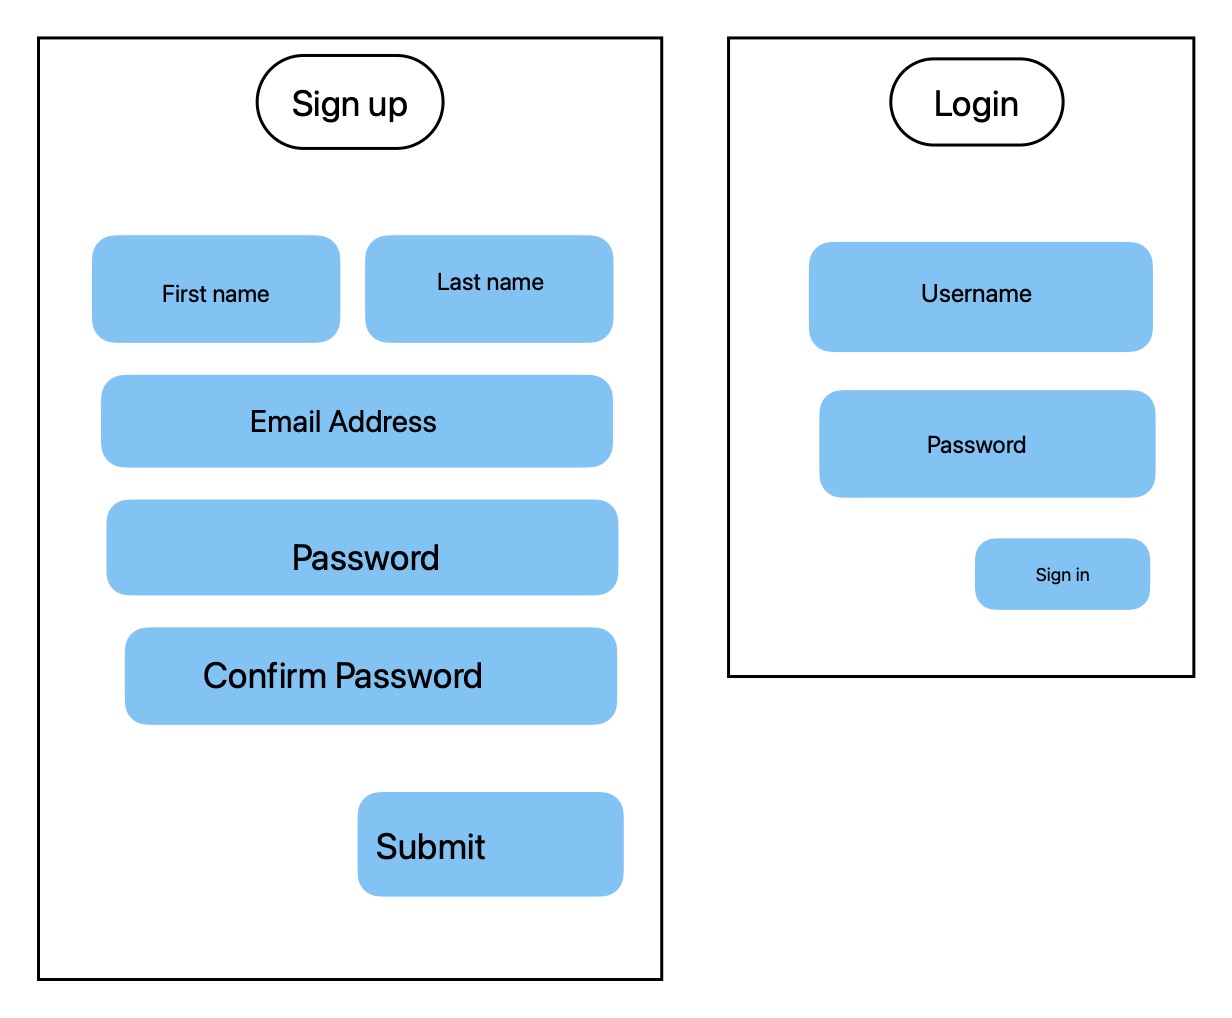 Sign up
First name
Last name
Email Address
Password
Confirm Password
Submit
Login
Username
Password
Sign in